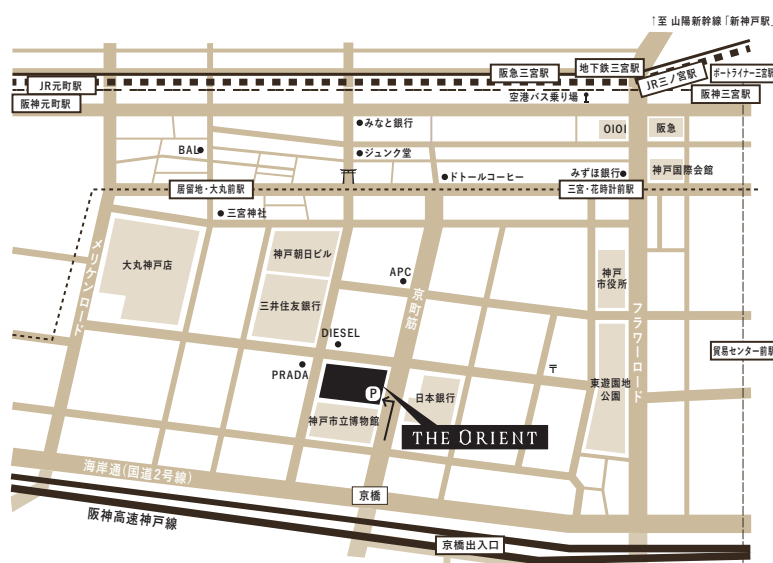 ↑至 山陽新幹線「新神戸駅」
地下鉄三宮駅
阪急三宮駅
JR三ノ宮駅
ポートライナー三宮駅
JR元町駅
阪神元町駅
空港バス乗り場
阪神三宮駅
みなと銀行
OIOI
阪急
BAL
ジュンク堂
ドトールコーヒー
みずほ銀行
神戸国際会館
居留地・大丸前駅
三宮・花時計前駅
三宮神社
メリケンロード
大丸神戸店
神戸朝日ビル
三井住友銀行
APC
京町筋
神戸
市役所
フラワーロード
DIESEL
PRADA
P
〒
貿易センター前駅
東遊園地
公園
日本銀行
神戸市立博物館
THE ORIENT
海岸通(国道2号線)
京橋
阪神高速神戸線
京橋出入口